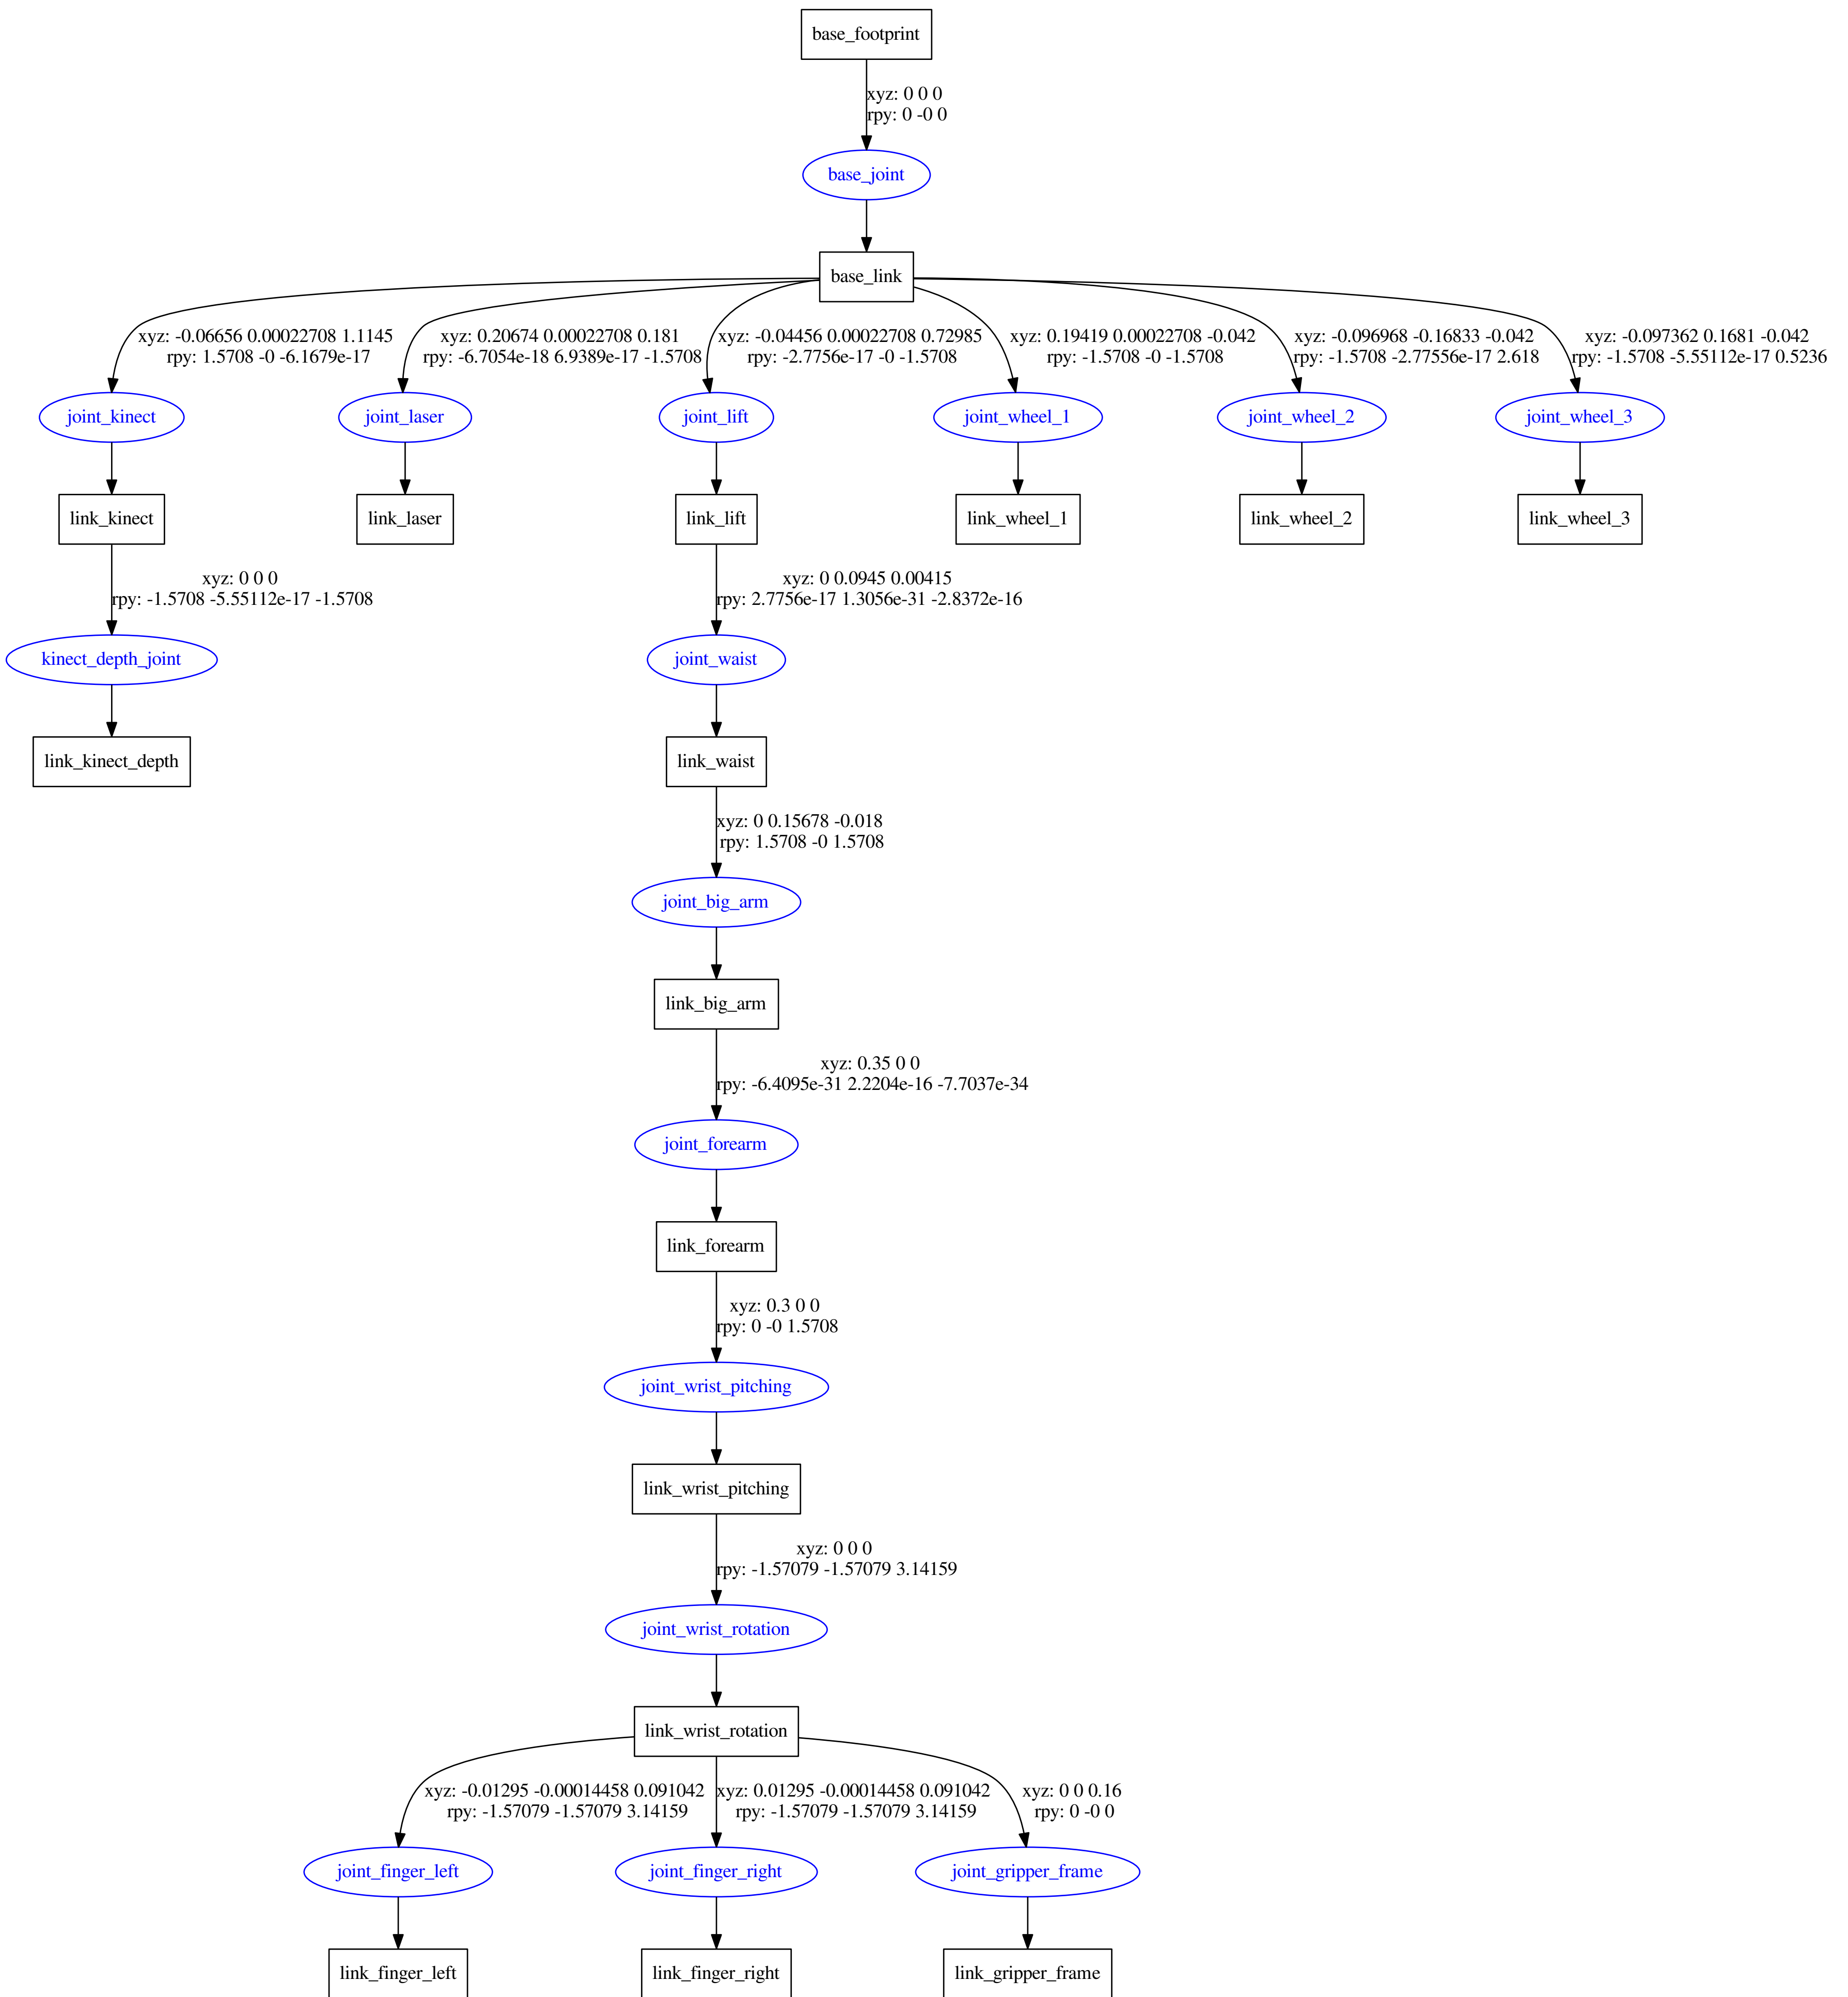 base_footprint
xyz: 0 0 0
rpy: 0 -0 0
base_joint
base_link
xyz: -0.06656 0.00022708 1.1145
rpy: 1.5708 -0 -6.1679e-17
xyz: 0.20674 0.00022708 0.181
rpy: -6.7054e-18 6.9389e-17 -1.5708
xyz: -0.04456 0.00022708 0.72985
rpy: -2.7756e-17 -0 -1.5708
xyz: 0.19419 0.00022708 -0.042
rpy: -1.5708 -0 -1.5708
xyz: -0.096968 -0.16833 -0.042
rpy: -1.5708 -2.77556e-17 2.618
xyz: -0.097362 0.1681 -0.042
rpy: -1.5708 -5.55112e-17 0.5236
joint_kinect
joint_laser
joint_lift
joint_wheel_1
joint_wheel_2
joint_wheel_3
link_kinect
link_laser
link_lift
link_wheel_1
link_wheel_2
link_wheel_3
xyz: 0 0 0
rpy: -1.5708 -5.55112e-17 -1.5708
xyz: 0 0.0945 0.00415
rpy: 2.7756e-17 1.3056e-31 -2.8372e-16
kinect_depth_joint
joint_waist
link_kinect_depth
link_waist
xyz: 0 0.15678 -0.018
rpy: 1.5708 -0 1.5708
joint_big_arm
link_big_arm
xyz: 0.35 0 0
rpy: -6.4095e-31 2.2204e-16 -7.7037e-34
joint_forearm
link_forearm
xyz: 0.3 0 0
rpy: 0 -0 1.5708
joint_wrist_pitching
link_wrist_pitching
xyz: 0 0 0
rpy: -1.57079 -1.57079 3.14159
joint_wrist_rotation
link_wrist_rotation
xyz: -0.01295 -0.00014458 0.091042
rpy: -1.57079 -1.57079 3.14159
xyz: 0.01295 -0.00014458 0.091042
rpy: -1.57079 -1.57079 3.14159
xyz: 0 0 0.16
rpy: 0 -0 0
joint_finger_left
joint_finger_right
joint_gripper_frame
link_finger_left
link_finger_right
link_gripper_frame